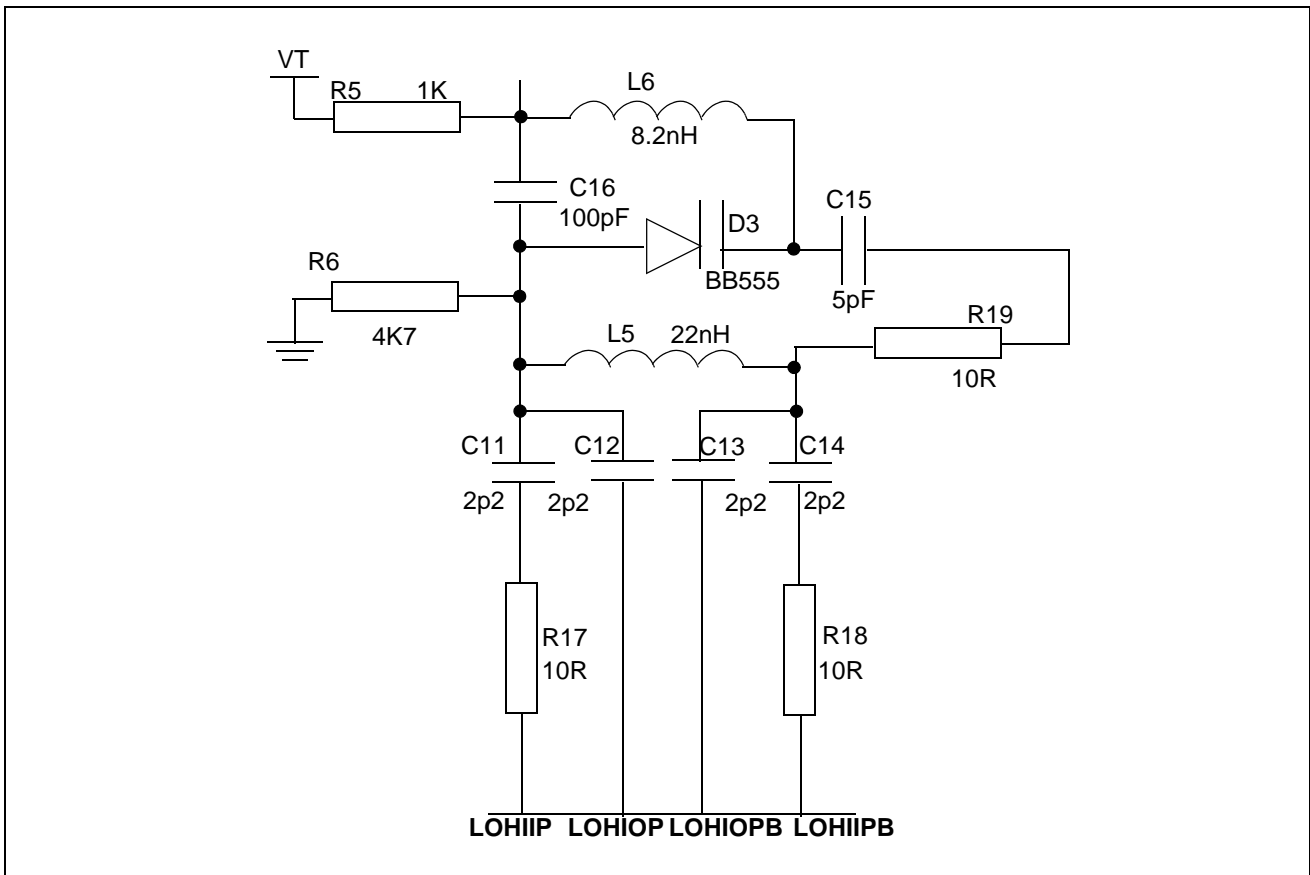 VT
R5 1K
L6
8.2nH
C16
100pF
C15
D3
BB555
5pF
R6
4K7
L5 22nH
R19
10R
C11 C12 C13 C14
2p2 2p2 2p2 2p2
R17
10R
R18
10R
LOHIIP LOHIOP LOHIOPB LOHIIPB